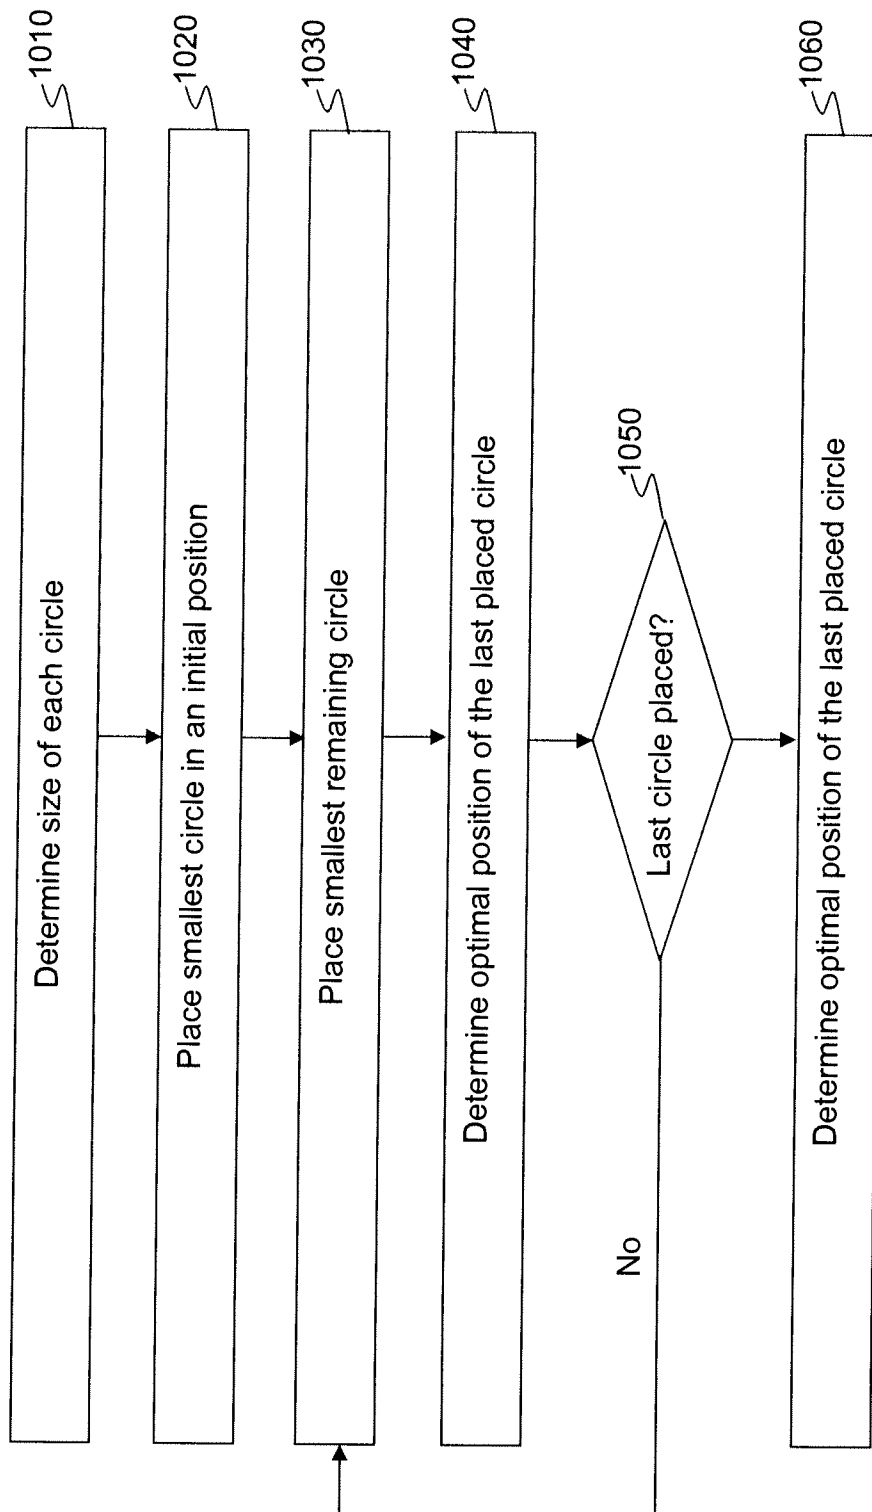 1010
Determine size of each circle
1020
Place smallest circle in an initial position
1030
Place smallest remaining circle
1040
Determine optimal position of the last placed circle
1050
Last circle placed?
No
1060
Determine optimal position of the last placed circle